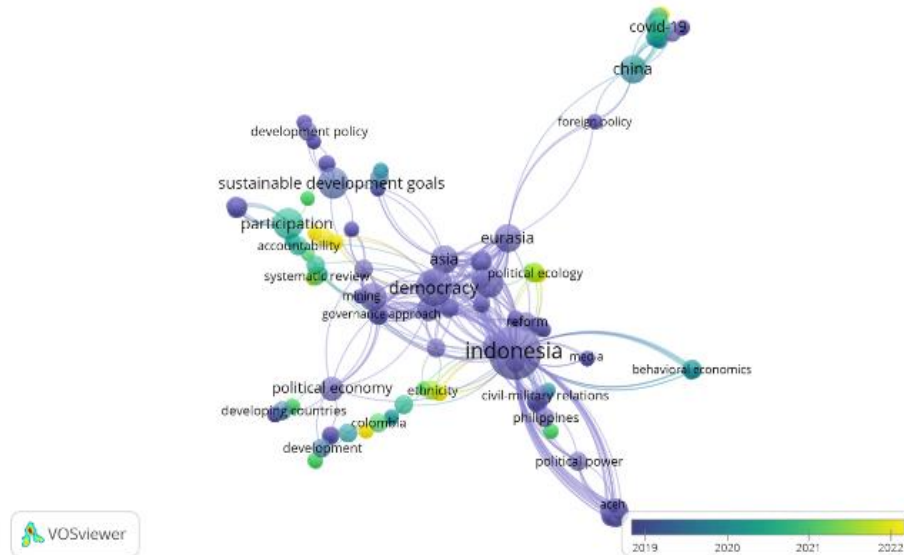 covid-19
china
foreign policy
development policy
sustainable development goals
participation
accountability
eurasia
asia
systematic review
political ecology
democracy
mining
governance approach
reform
indonesia
media
behavioral economics
political economy
ethnicity
civil-military relations
developing countries
colombia
philippines
development
political power
aceh
VOSviewer
2019 2020 2021 2022